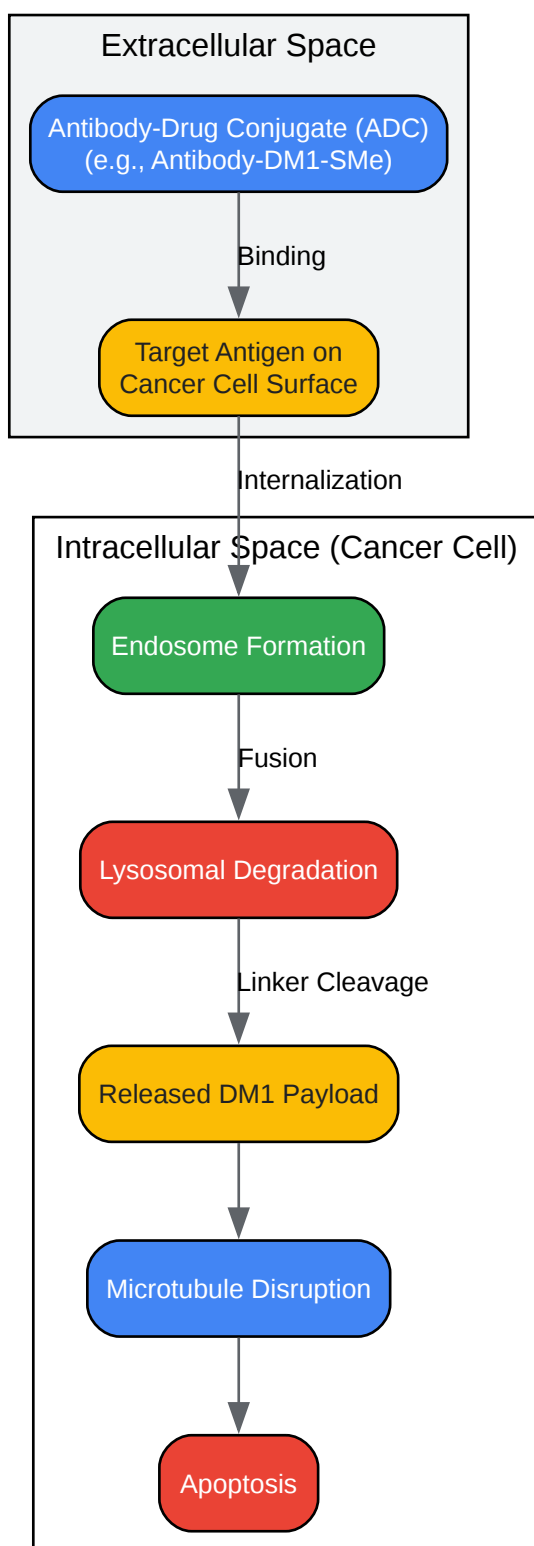 Extracellular Space
Antibody-Drug Conjugate (ADC)
(e.g., Antibody-DM1-SMe)
Binding
Target Antigen on
Cancer Cell Surface
Internalization
Intracellular Space (Cancer Cell)
Endosome Formation
Fusion
Lysosomal Degradation
Linker Cleavage
Released DM1 Payload
Microtubule Disruption
Apoptosis